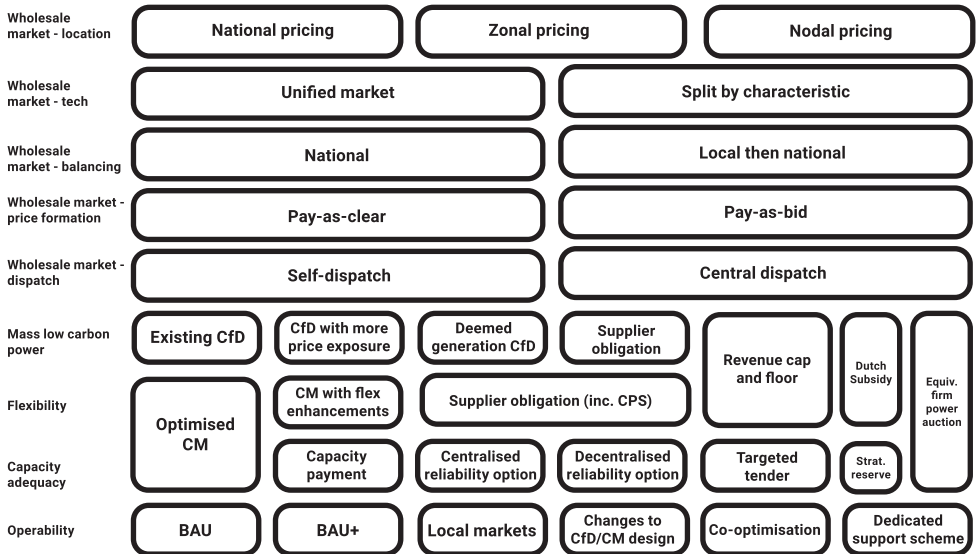 Wholesale
market - location
National pricing
Zonal pricing
Nodal pricing
Wholesale
market - tech
Unified market
Split by characteristic
Wholesale
market - balancing
National
Local then national
Wholesale market -
price formation
Pay-as-clear
Pay-as-bid
Wholesale market -
dispatch
Self-dispatch
Central dispatch
Mass low carbon
power
Existing CfD
CfD with more
price exposure
Deemed
generation CfD
Supplier
obligation
Revenue cap
and floor
Dutch
Subsidy
Equiv.
firm
power
auction
Flexibility
Optimised
CM
CM with flex
enhancements
Supplier obligation (inc. CPS)
Capacity
adequacy
Capacity
payment
Centralised
reliability option
Decentralised
reliability option
Targeted
tender
Strat.
reserve
Operability
BAU
BAU+
Local markets
Changes to
CfD/CM design
Co-optimisation
Dedicated
support scheme